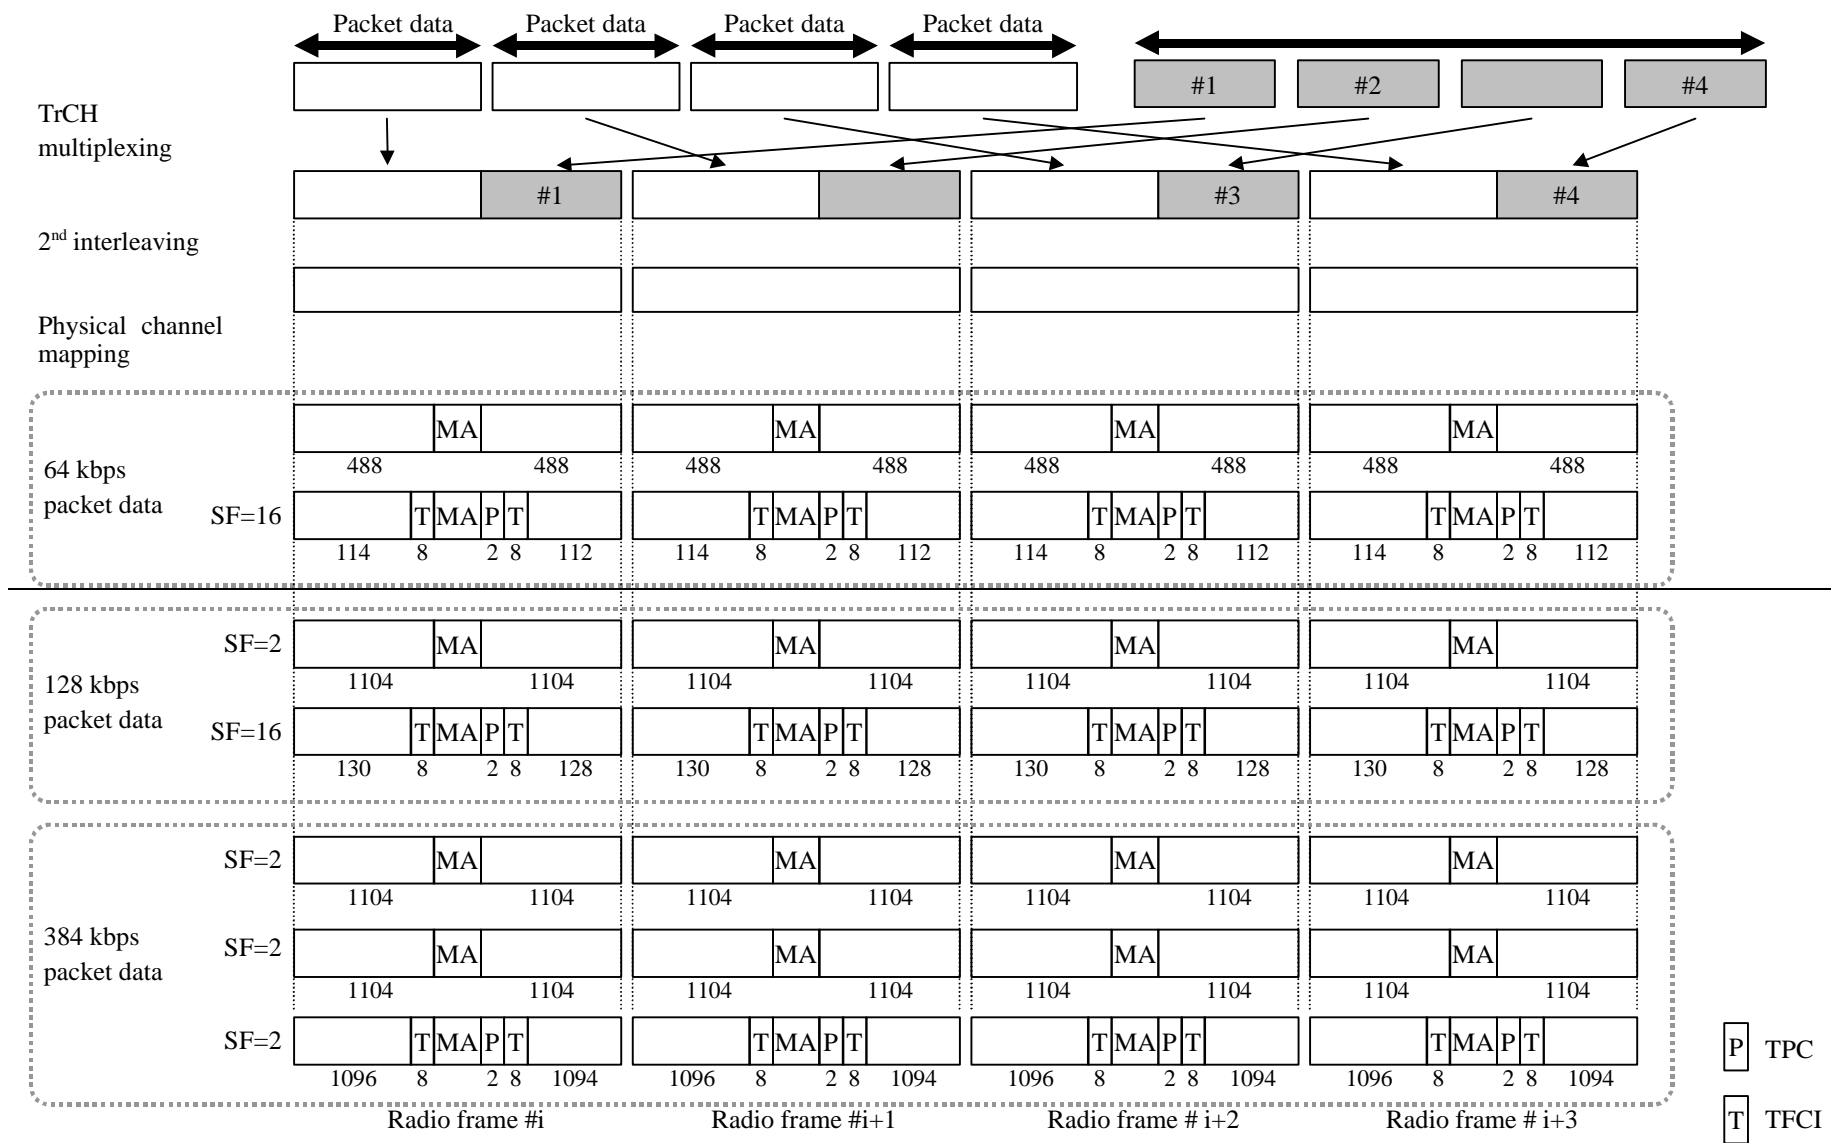 Packet data Packet data Packet data Packet data
#1 #2 #4
TrCH
multiplexing
#1 #3 #4
2nd interleaving
Physical channel
mapping
MA MA MA MA
488 488 488 488 488 488 488 488
64 kbps
packet data
SF=16 T MA P T T MA P T T MA P T T MA P T
114 8 2 8 112 114 8 2 8 112 114 8 2 8 112 114 8 2 8 112
SF=2 MA MA MA MA
1104 1104 1104 1104 1104 1104 1104 1104
128 kbps
packet data
SF=16 T MA P T T MA P T T MA P T T MA P T
130 8 2 8 128 130 8 2 8 128 130 8 2 8 128 130 8 2 8 128
SF=2 MA MA MA MA
1104 1104 1104 1104 1104 1104 1104 1104
384 kbps
packet data
SF=2 MA MA MA MA
1104 1104 1104 1104 1104 1104 1104 1104
SF=2 T MA P T T MA P T T MA P T T MA P T
1096 8 2 8 1094 1096 8 2 8 1094 1096 8 2 8 1094 1096 8 2 8 1094
P TPC
Radio frame #i Radio frame #i+1 Radio frame # i+2 Radio frame # i+3
T TFCI